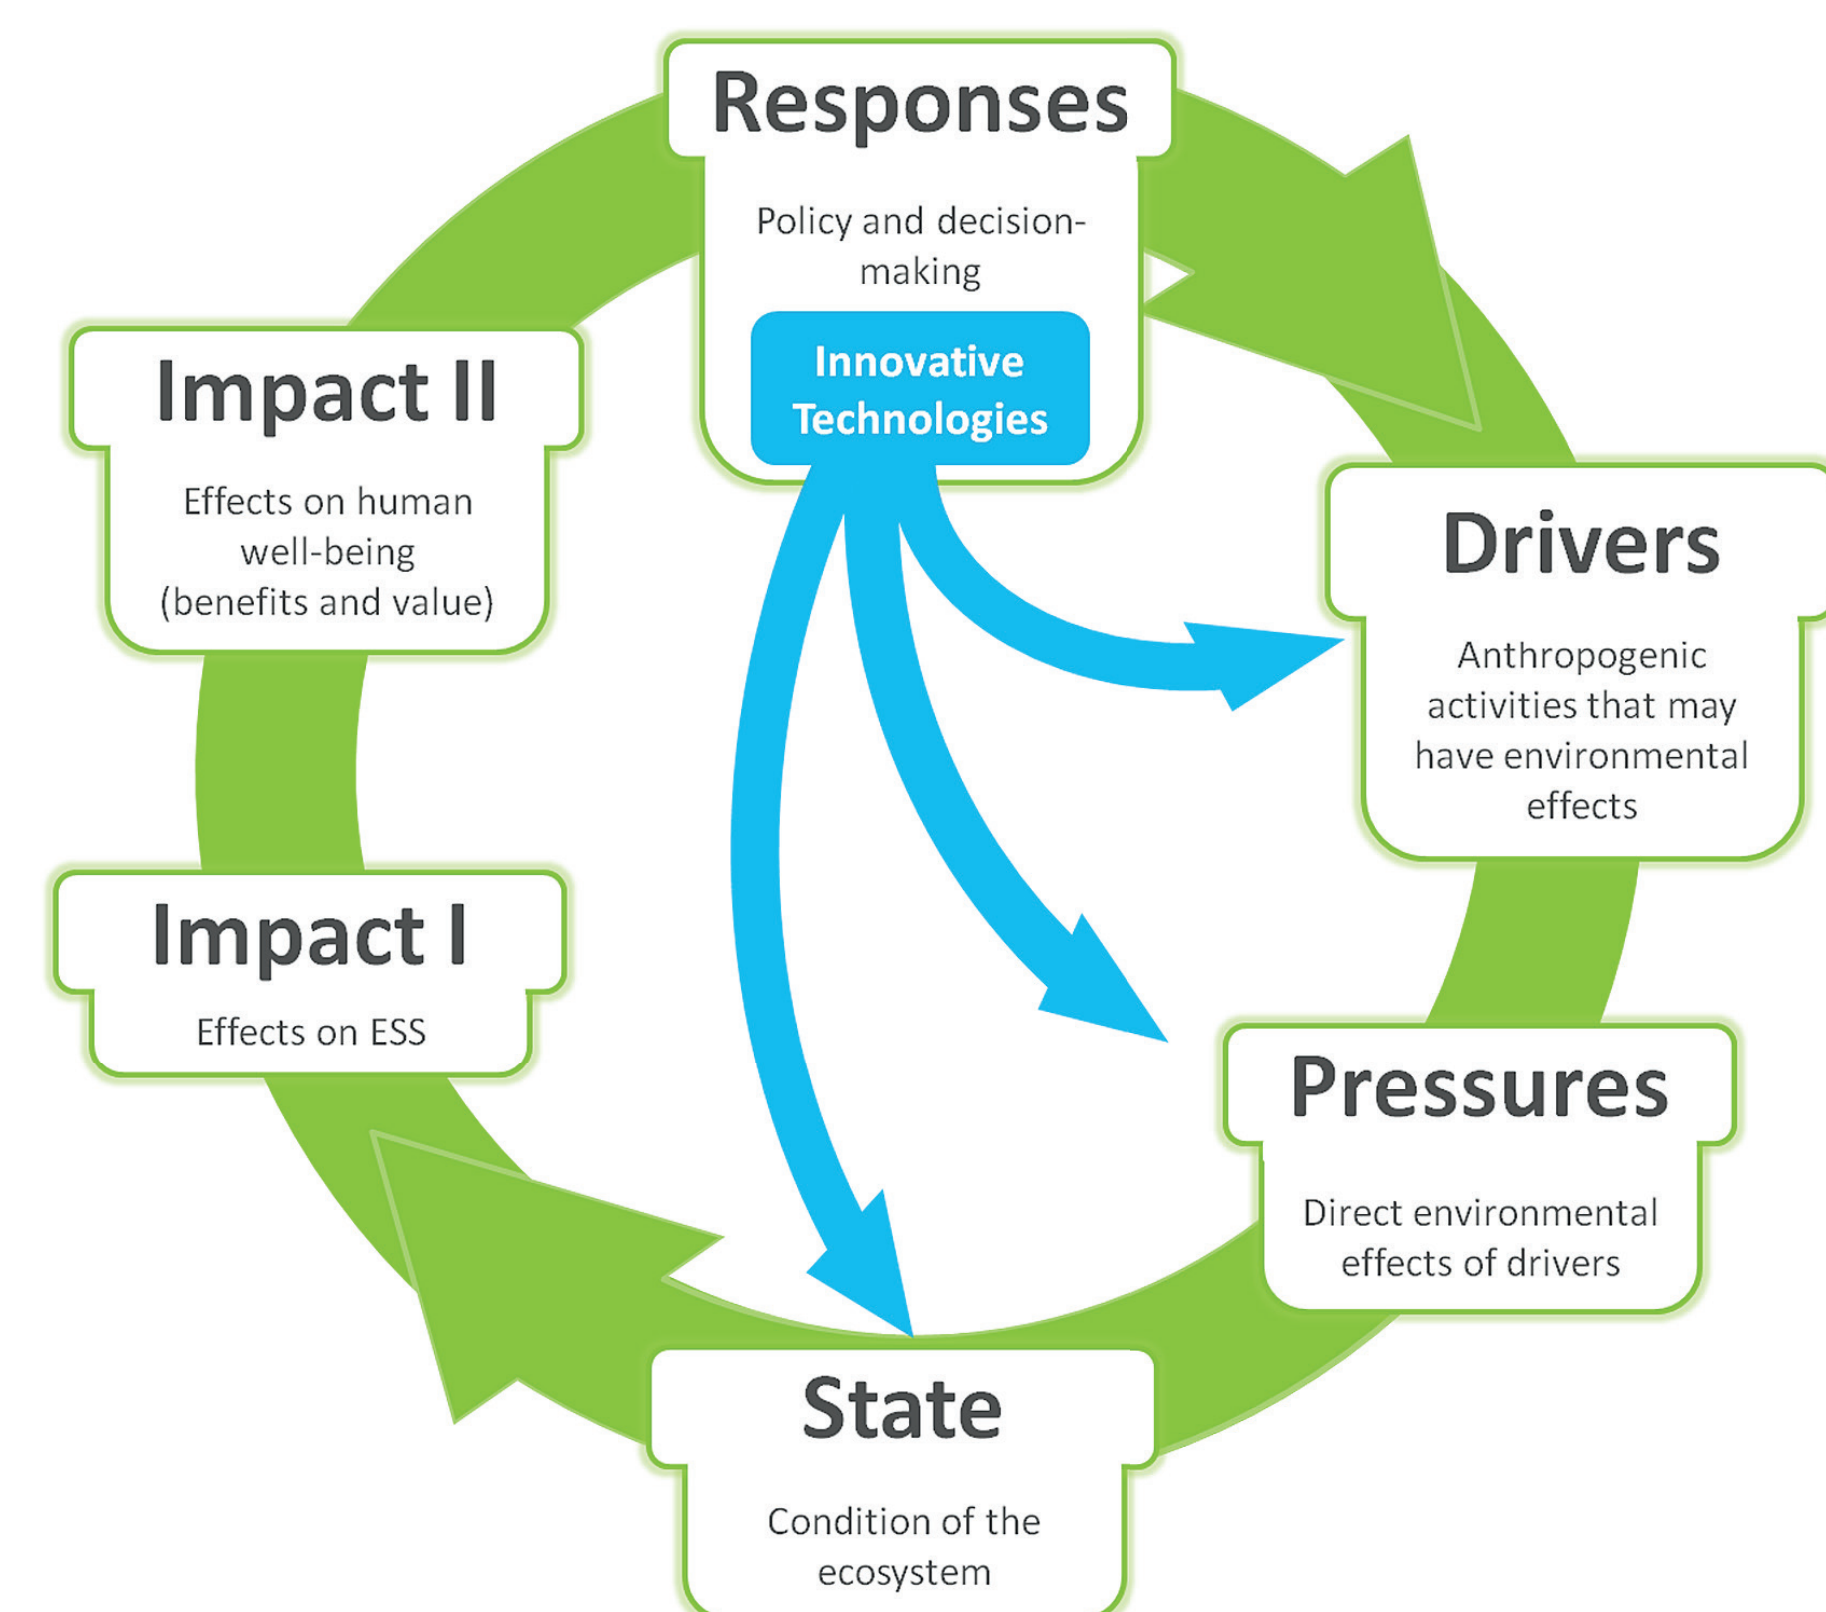 Responses
Policy and decision-
making
Innovative
Technologies
Impact II
Effects on human
well-being
(benefits and value)
Drivers
Anthropogenic
activities that may
have environmental
effects
Impact I
Effects on ESS
Pressures
Direct environmental
effects of drivers
State
Condition of the
ecosystem